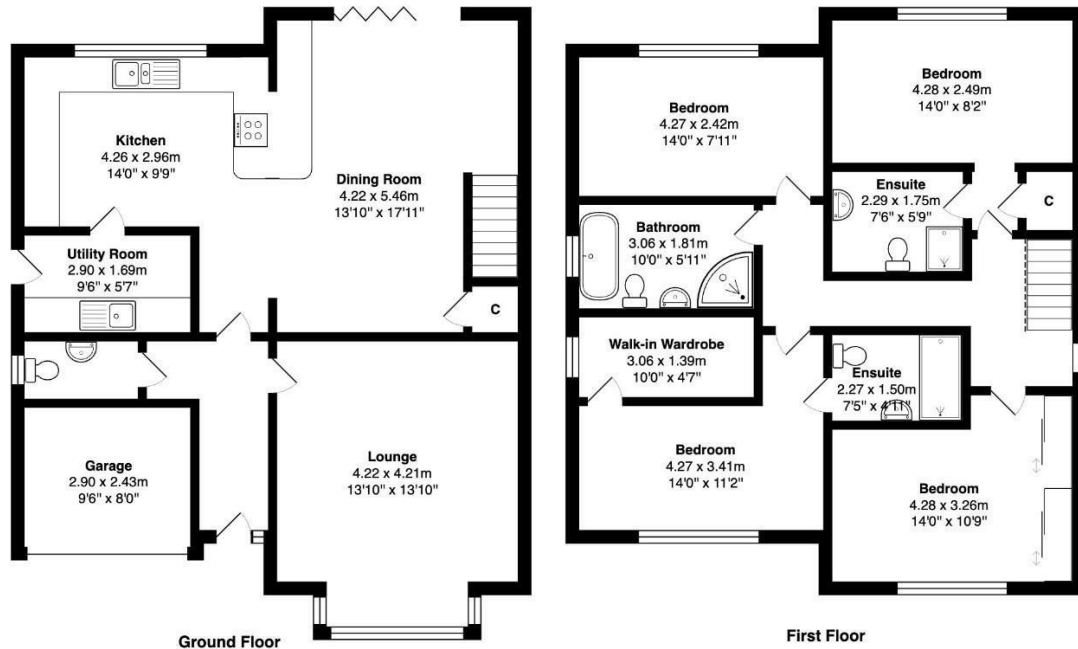 Kitchen
4.26 x 2.96m
14'0" x 9'9"
Dining Room
4.22 x 5.46m
13'10" x 17'11"
Utility Room
2.90 x 1.69m
9'6" x 5'7"
C
Garage
2.90 x 2.43m
9'6" x 8'0"
Lounge
4.22 x 4.21m
13'10" x 13'10"
Ground Floor
Bedroom
4.27 x 2.42m
14'0" x 7'11"
Bedroom
4.28 x 2.49m
14'0" x 8'2"
Ensuite
2.29 x 1.75m
7'6" x 5'9"
C
Bathroom
3.06 x 1.81m
10'0" x 5'11"
Walk-in Wardrobe
3.06 x 1.39m
10'0" x 4'7"
Ensuite
2.27 x 1.50m
7'5" x 4'11"
Bedroom
4.27 x 3.41m
14'0" x 11'2"
Bedroom
4.28 x 3.26m
14'0" x 10'9"
First Floor